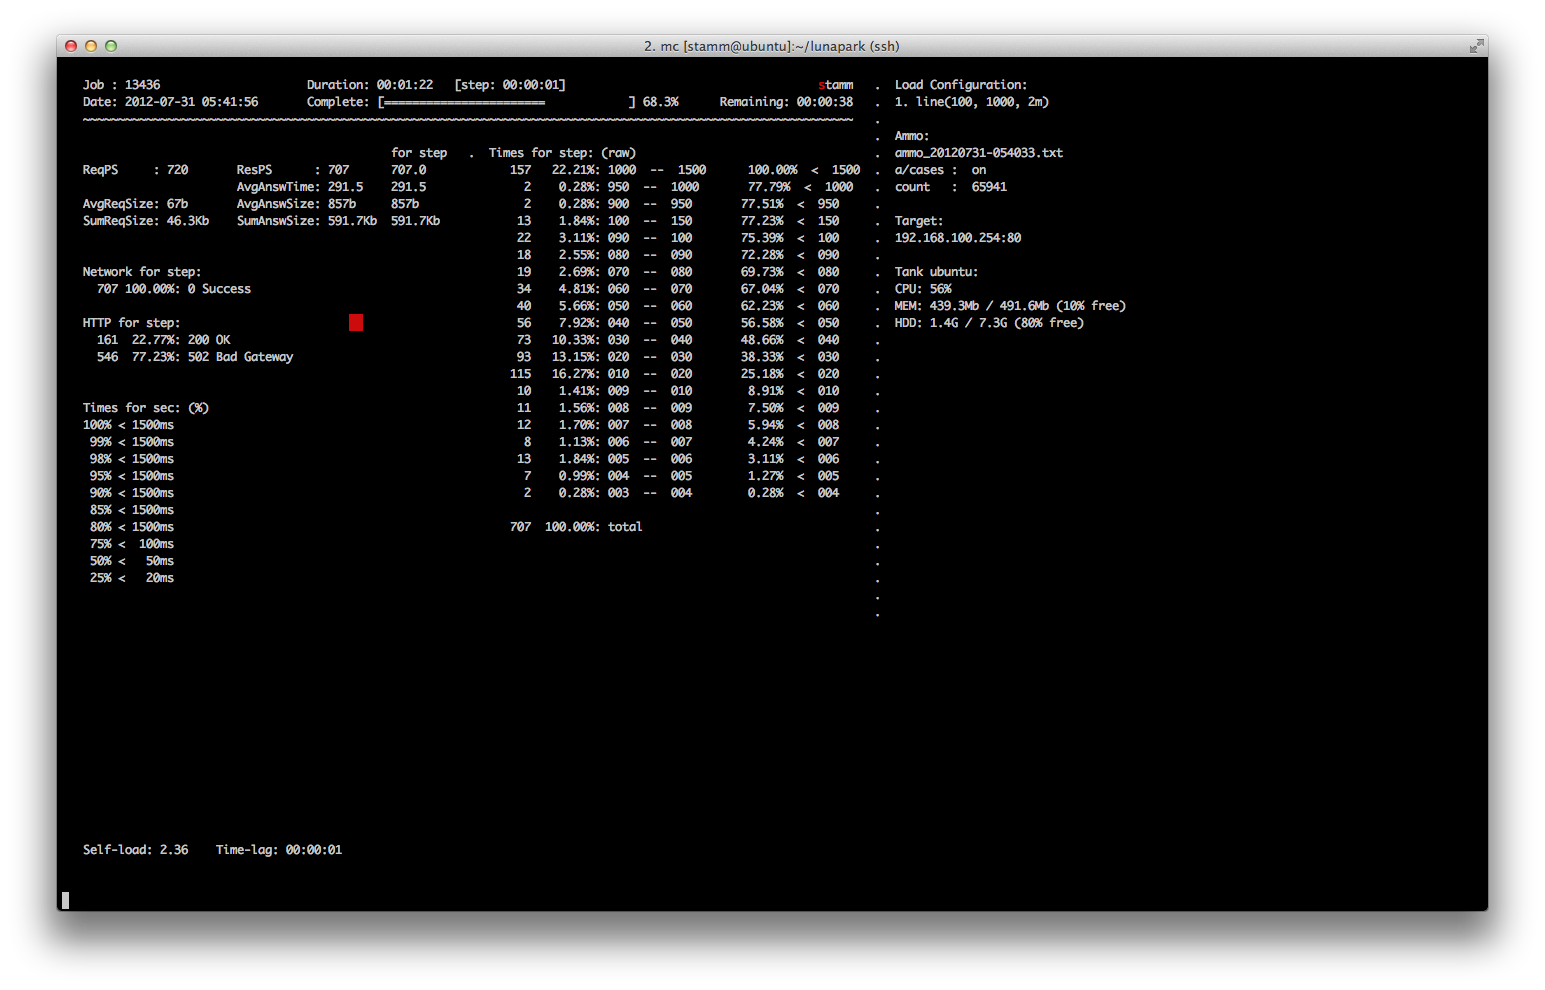 2. mc [stamm@ubuntu]:~/lunapark (ssh)
Job : 13436 Duration: 00:01:22 [step: 00:00:01] stamm . Load Configuration:
Date: 2012-07-31 05:41:56 Complete: [======================= ] 68.3% Remaining: 00:00:38 . 1. line(100, 1000, 2m)
~~~~~~~~~~~~~~~~~~~~~~~~~~~~~~~~~~~~~~~~~~~~~~~~~~~~~~~~~~~~~~~~~~~~~~~~~~~~~~~~~~~~~~~~~~~~~~~~~~~~~~~~~~~~~~ .
. Ammo:
for step . Times for step: (raw) . ammo_20120731-054033.txt
ReqPS : 720 ResPS : 707 707.0 157 22.21%: 1000 -- 1500 100.00% < 1500 . a/cases : on
AvgAnswTime: 291.5 291.5 2 0.28%: 950 -- 1000 77.79% < 1000 . count : 65941
AvgReqSize: 67b AvgAnswSize: 857b 857b 2 0.28%: 900 -- 950 77.51% < 950 .
SumReqSize: 46.3Kb SumAnswSize: 591.7Kb 591.7Kb 13 1.84%: 100 -- 150 77.23% < 150 . Target:
22 3.11%: 090 -- 100 75.39% < 100 . 192.168.100.254:80
18 2.55%: 080 -- 090 72.28% < 090 .
Network for step: 19 2.69%: 070 -- 080 69.73% < 080 . Tank ubuntu:
707 100.00%: 0 Success 34 4.81%: 060 -- 070 67.04% < 070 . CPU: 56%
40 5.66%: 050 -- 060 62.23% < 060 . MEM: 439.3Mb / 491.6Mb (10% free)
HTTP for step: 56 7.92%: 040 -- 050 56.58% < 050 . HDD: 1.4G / 7.3G (80% free)
161 22.77%: 200 OK 73 10.33%: 030 -- 040 48.66% < 040 .
546 77.23%: 502 Bad Gateway 93 13.15%: 020 -- 030 38.33% < 030 .
115 16.27%: 010 -- 020 25.18% < 020 .
10 1.41%: 009 -- 010 8.91% < 010 .
Times for sec: (%) 11 1.56%: 008 -- 009 7.50% < 009 .
100% < 1500ms 12 1.70%: 007 -- 008 5.94% < 008 .
99% < 1500ms 8 1.13%: 006 -- 007 4.24% < 007 .
98% < 1500ms 13 1.84%: 005 -- 006 3.11% < 006 .
95% < 1500ms 7 0.99%: 004 -- 005 1.27% < 005 .
90% < 1500ms 2 0.28%: 003 -- 004 0.28% < 004 .
85% < 1500ms .
80% < 1500ms 707 100.00%: total .
75% < 100ms .
50% < 50ms .
25% < 20ms .
.
.
Self-load: 2.36 Time-lag: 00:00:01